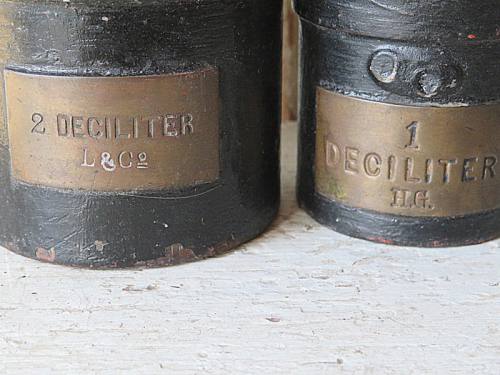 2 DECILITER
L&Cº
1
DECILITER
H.G.